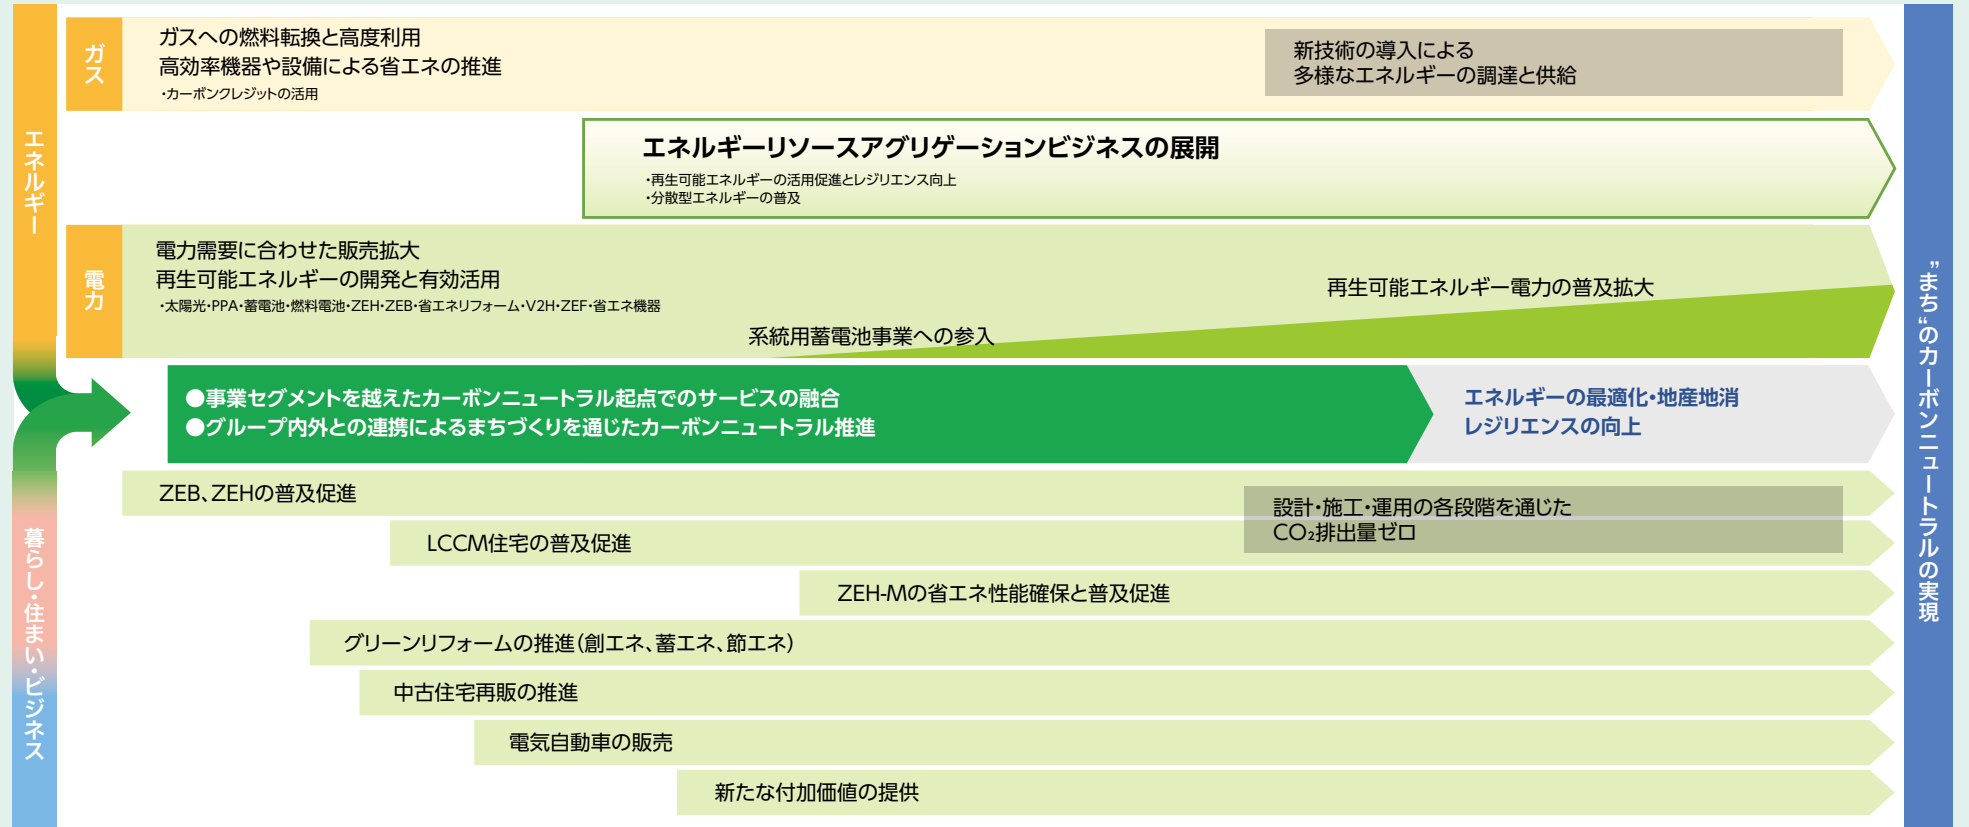 エネルギー
ガス
ガスへの燃料転換と高度利用
高効率機器や設備による省エネの推進
・カーボンクレジットの活用
新技術の導入による
多様なエネルギーの調達と供給
エネルギーリソースアグリゲーションビジネスの展開
・再生可能エネルギーの活用促進とレジリエンス向上
・分散型エネルギーの普及
電力
電力需要に合わせた販売拡大
再生可能エネルギーの開発と有効活用
・太陽光・PPA・蓄電池・燃料電池・ZEH・ZEB・省エネリフォーム・V2H・ZEF・省エネ機器
系統用蓄電池事業への参入
再生可能エネルギー電力の普及拡大
●事業セグメントを越えたカーボンニュートラル起点でのサービスの融合
●グループ内外との連携によるまちづくりを通じたカーボンニュートラル推進
エネルギーの最適化・地産地消
レジリエンスの向上
暮らし・住まい・ビジネス
ZEB、ZEHの普及促進
設計・施工・運用の各段階を通じた
CO₂排出量ゼロ
LCCM住宅の普及促進
ZEH-Mの省エネ性能確保と普及促進
グリーンリフォームの推進（創エネ、蓄エネ、節エネ）
中古住宅再販の推進
電気自動車の販売
新たな付加価値の提供
”まち“のカーボンニュートラルの実現